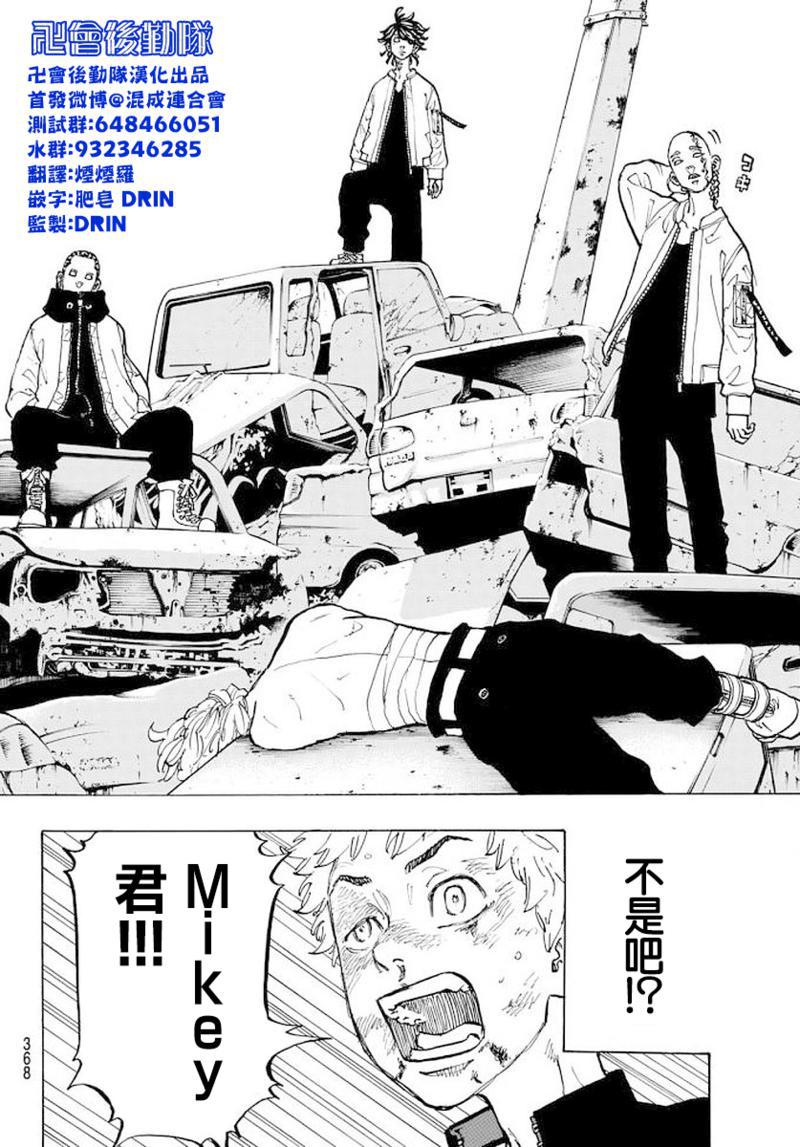 卍會後勤隊
卍會後勤隊漢化出品
首發微博@混成連合會
測試群:648466051
水群:932346285
翻譯:煙煙羅
嵌字:肥皂 DRIN
監製:DRIN
コキ
不是吧!?
Mikey
君!!!
368